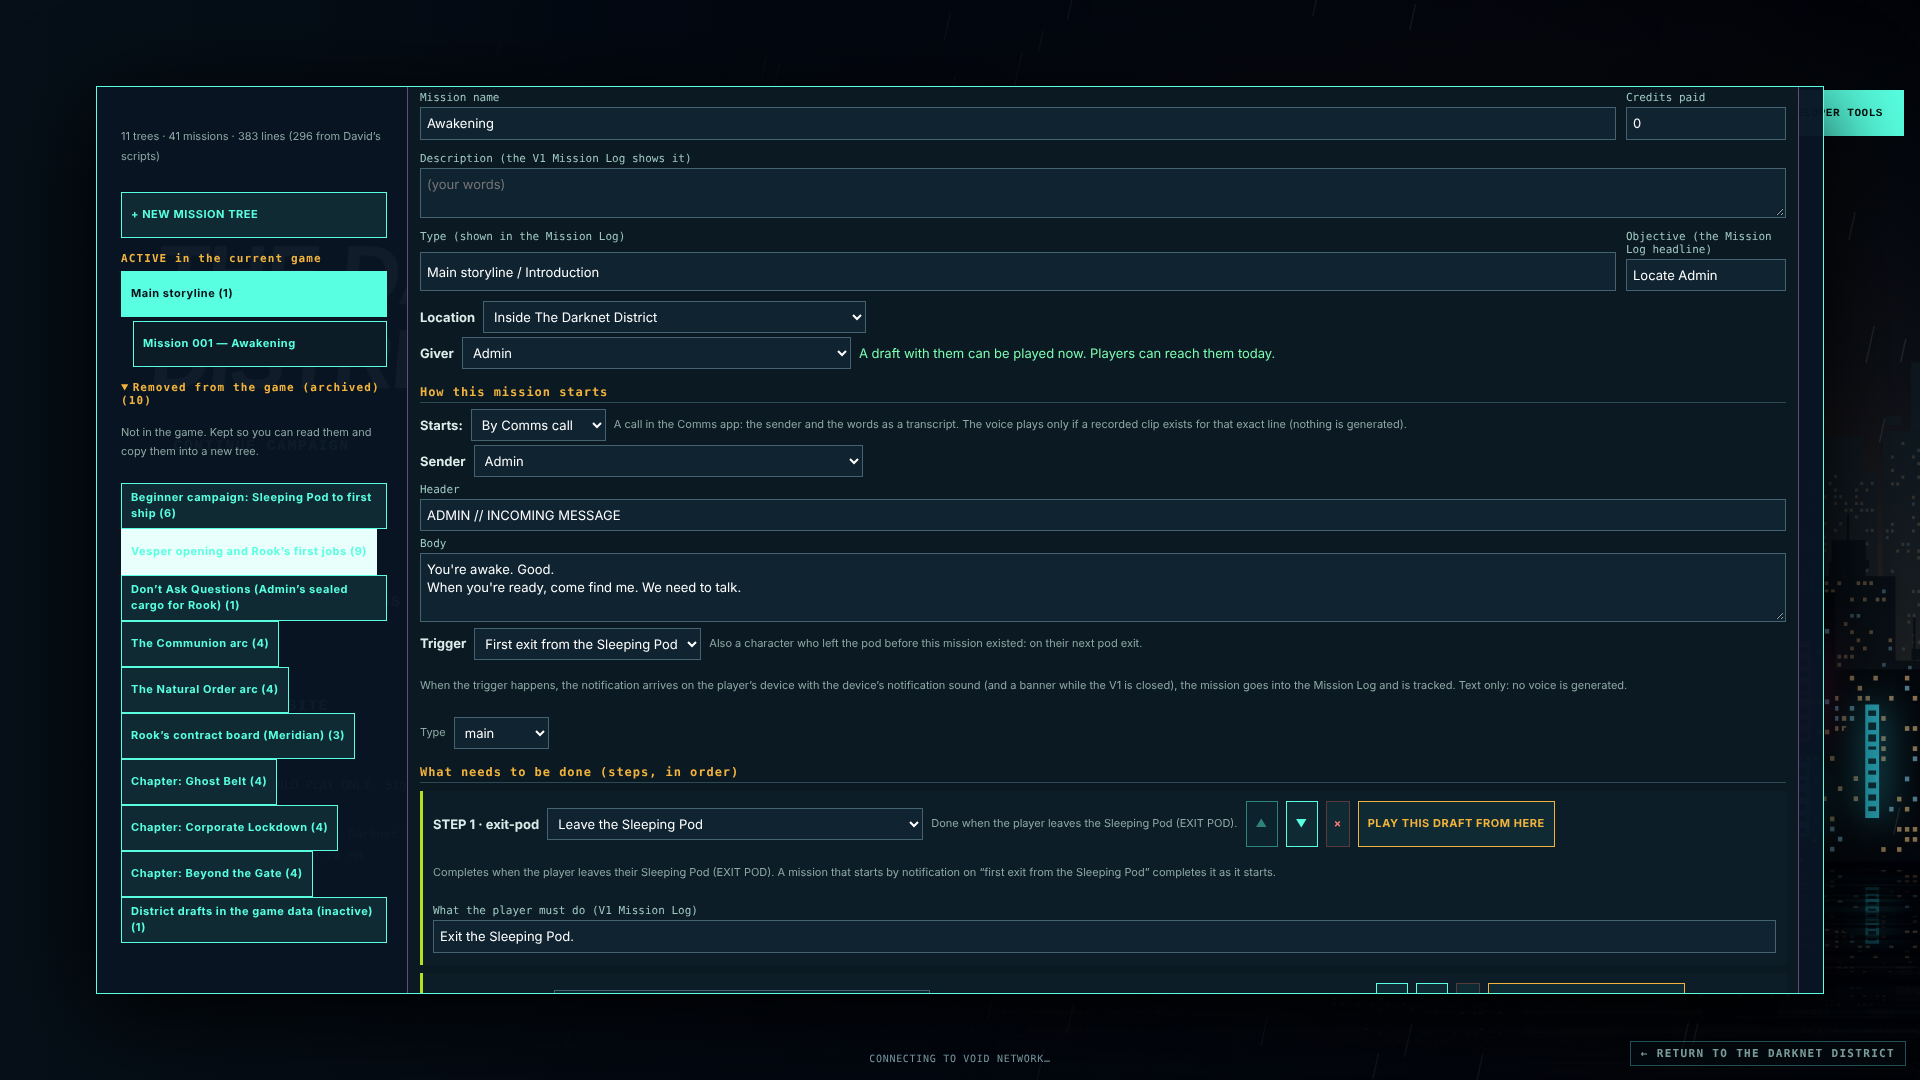 11 trees · 41 missions · 383 lines (296 from David's
scripts)
+ NEW MISSION TREE
ACTIVE in the current game
Main storyline (1)
Mission 001 — Awakening
▼ Removed from the game (archived)
(10)
Not in the game. Kept so you can read them and
copy them into a new tree.
Beginner campaign: Sleeping Pod to first
ship (6)
Vesper opening and Rook's first jobs (9)
Don't Ask Questions (Admin's sealed
cargo for Rook) (1)
The Communion arc (4)
The Natural Order arc (4)
Rook's contract board (Meridian) (3)
Chapter: Ghost Belt (4)
Chapter: Corporate Lockdown (4)
Chapter: Beyond the Gate (4)
District drafts in the game data (inactive)
(1)
Mission name
Credits paid
Awakening
0
Description (the V1 Mission Log shows it)
(your words)
Type (shown in the Mission Log)
Objective (the Mission
Log headline)
Main storyline / Introduction
Locate Admin
Location Inside The Darknet District
Giver Admin A draft with them can be played now. Players can reach them today.
How this mission starts
Starts: By Comms call A call in the Comms app: the sender and the words as a transcript. The voice plays only if a recorded clip exists for that exact line (nothing is generated).
Sender Admin
Header
ADMIN // INCOMING MESSAGE
Body
You're awake. Good.
When you're ready, come find me. We need to talk.
Trigger First exit from the Sleeping Pod Also a character who left the pod before this mission existed: on their next pod exit.
When the trigger happens, the notification arrives on the player's device with the device's notification sound (and a banner while the V1 is closed), the mission goes into the Mission Log and is tracked. Text only: no voice is generated.
Type main
What needs to be done (steps, in order)
STEP 1 · exit-pod Leave the Sleeping Pod Done when the player leaves the Sleeping Pod (EXIT POD). ▲ ▼ × PLAY THIS DRAFT FROM HERE
Completes when the player leaves their Sleeping Pod (EXIT POD). A mission that starts by notification on "first exit from the Sleeping Pod" completes it as it starts.
What the player must do (V1 Mission Log)
Exit the Sleeping Pod.
TOOLS
CONNECTING TO VOID NETWORK…
← RETURN TO THE DARKNET DISTRICT